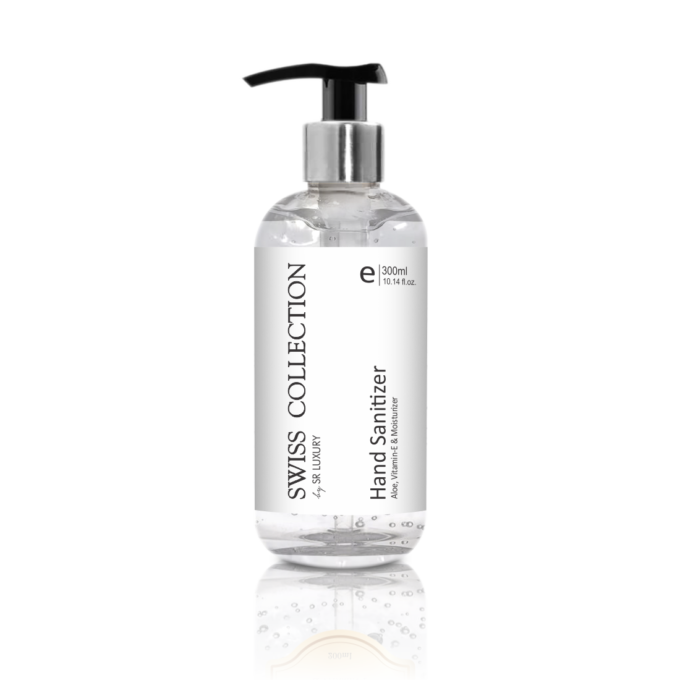 SWISS COLLECTION
by SR LUXURY
e 300ml
10.14 fl.oz.
Hand Sanitizer
Aloe, Vitamin-E & Moisturizer